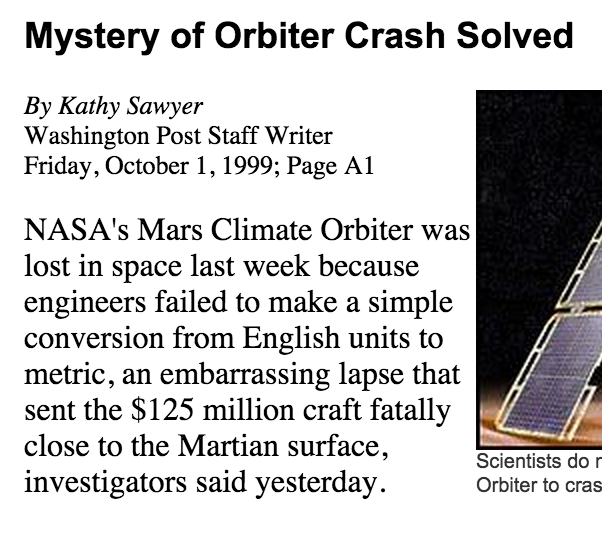 Mystery of Orbiter Crash Solved
By Kathy Sawyer
Washington Post Staff Writer
Friday, October 1, 1999; Page A1
NASA's Mars Climate Orbiter was
lost in space last week because
engineers failed to make a simple
conversion from English units to
metric, an embarrassing lapse that
sent the $125 million craft fatally
close to the Martian surface,
investigators said yesterday.
Scientists do
Orbiter to